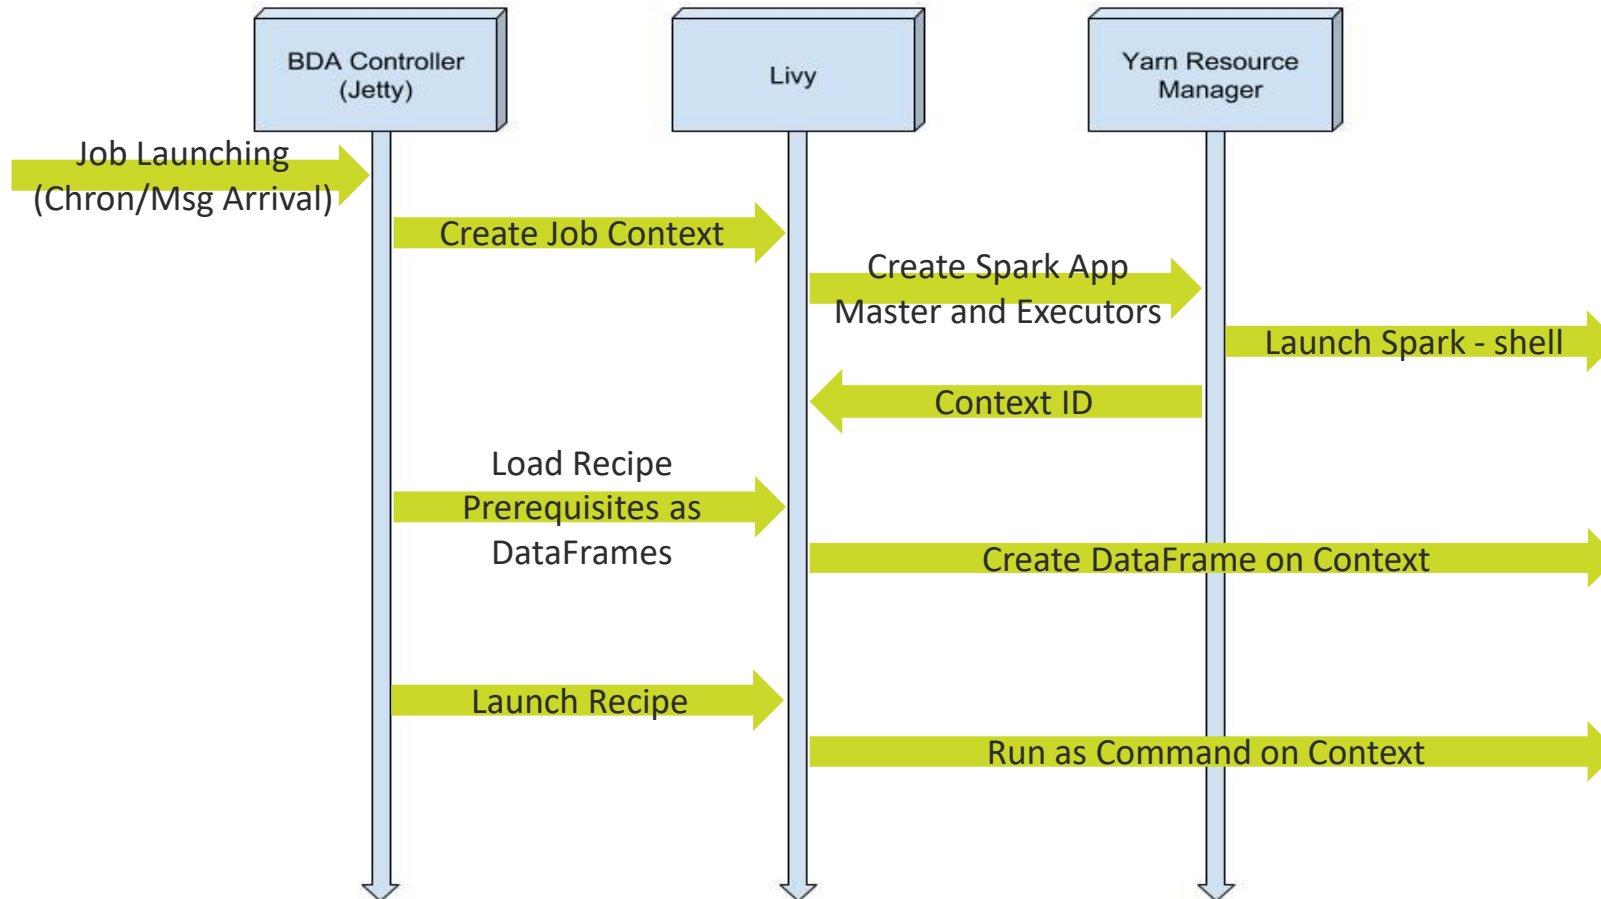 BDA Controller
(Jetty)
Livy
Yarn Resource
Manager
Job Launching
(Chron/Msg Arrival)
Create Job Context
Create Spark App
Master and Executors
Launch Spark - shell
Context ID
Load Recipe
Prerequisites as
DataFrames
Create DataFrame on Context
Launch Recipe
Run as Command on Context